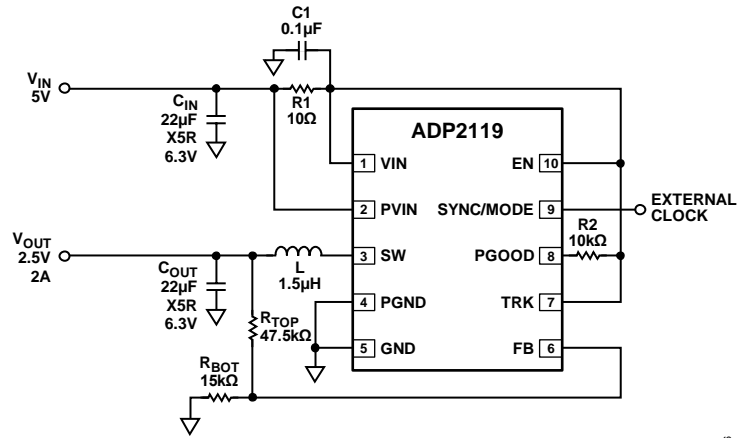 C1
0.1µF
VIN
5V
CIN
22µF
X5R
6.3V
R1
10Ω
ADP2119
1 VIN
EN 10
2 PVIN
SYNC/MODE 9
EXTERNAL
CLOCK
VOUT
2.5V
2A
COUT
22µF
X5R
6.3V
L
1.5µH
3 SW
PGOOD 8
R2
10kΩ
4 PGND
TRK 7
5 GND
FB 6
RTOP
47.5kΩ
RBOT
15kΩ